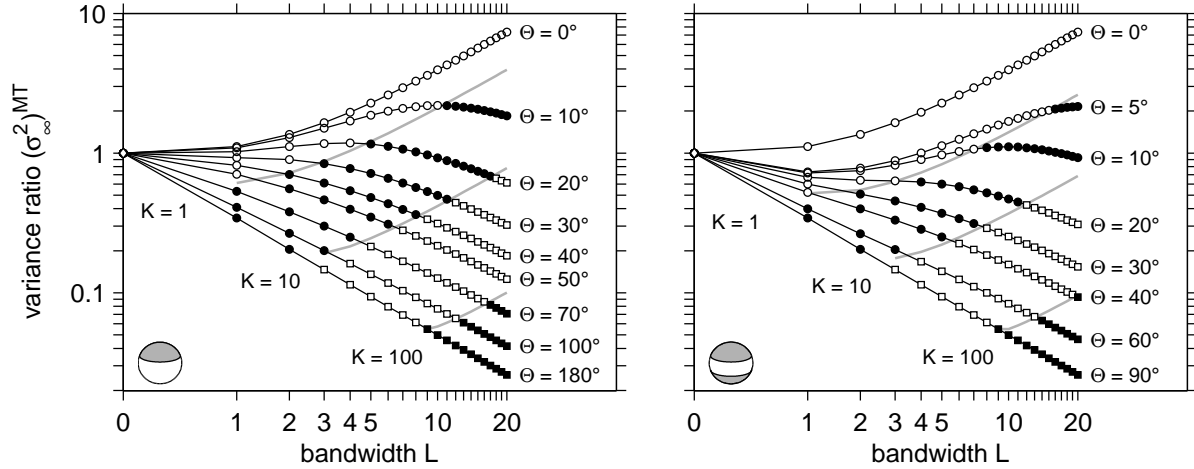 variance ratio (σ²∞)ᴹᵀ
10
1
0.1
K = 1
K = 10
K = 100
Θ = 0°
Θ = 10°
Θ = 20°
Θ = 30°
Θ = 40°
Θ = 50°
Θ = 70°
Θ = 100°
Θ = 180°
0 1 2 3 4 5 10 20
bandwidth L
K = 1
K = 10
K = 100
Θ = 0°
Θ = 5°
Θ = 10°
Θ = 20°
Θ = 30°
Θ = 40°
Θ = 60°
Θ = 90°
0 1 2 3 4 5 10 20
bandwidth L